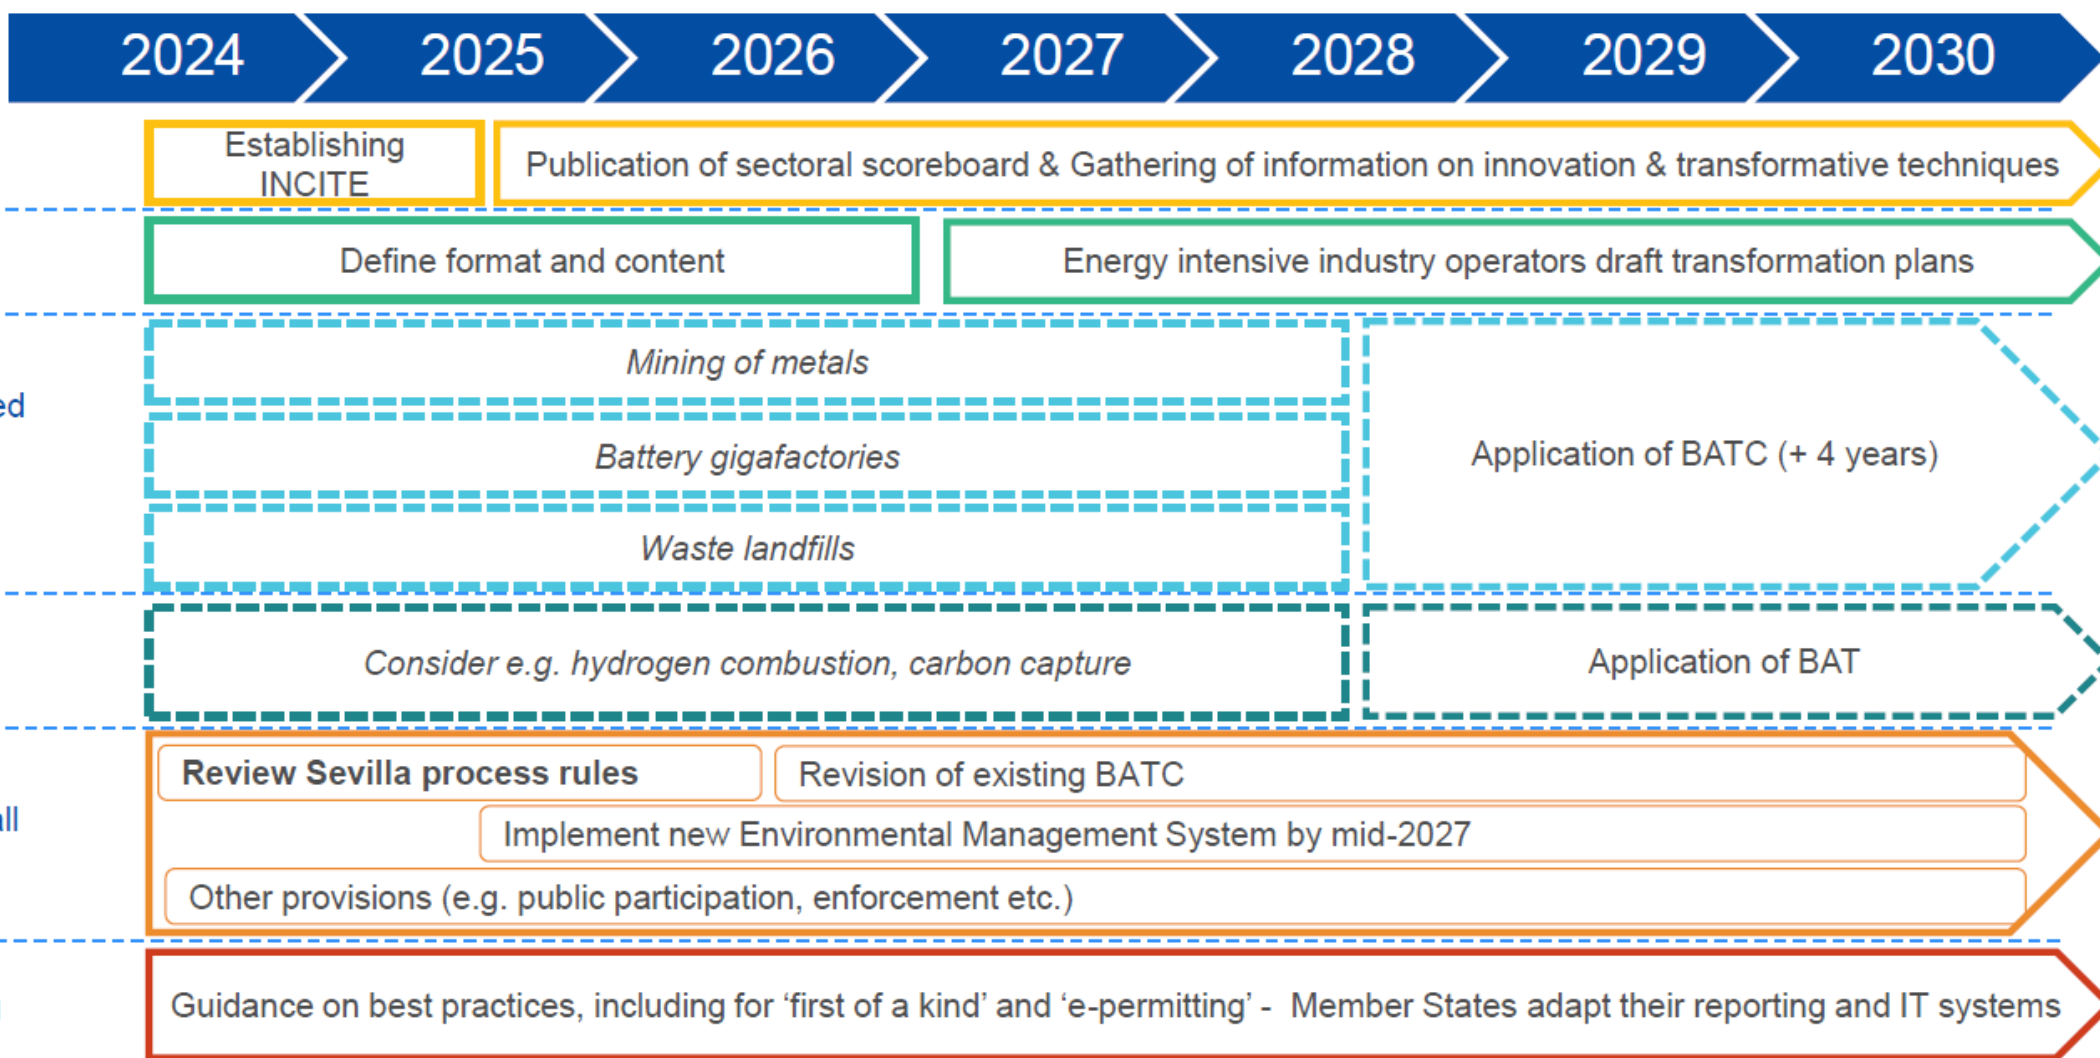 2024 2025 2026 2027 2028 2029 2030
Establishing
INCITE
Publication of sectoral scoreboard & Gathering of information on innovation & transformative techniques
Define format and content
Energy intensive industry operators draft transformation plans
Mining of metals
ed
Battery gigafactories
Application of BATC (+ 4 years)
Waste landfills
Consider e.g. hydrogen combustion, carbon capture
Application of BAT
Review Sevilla process rules
Revision of existing BATC
all
Implement new Environmental Management System by mid-2027
Other provisions (e.g. public participation, enforcement etc.)
Guidance on best practices, including for ‘first of a kind’ and ‘e-permitting’ - Member States adapt their reporting and IT systems